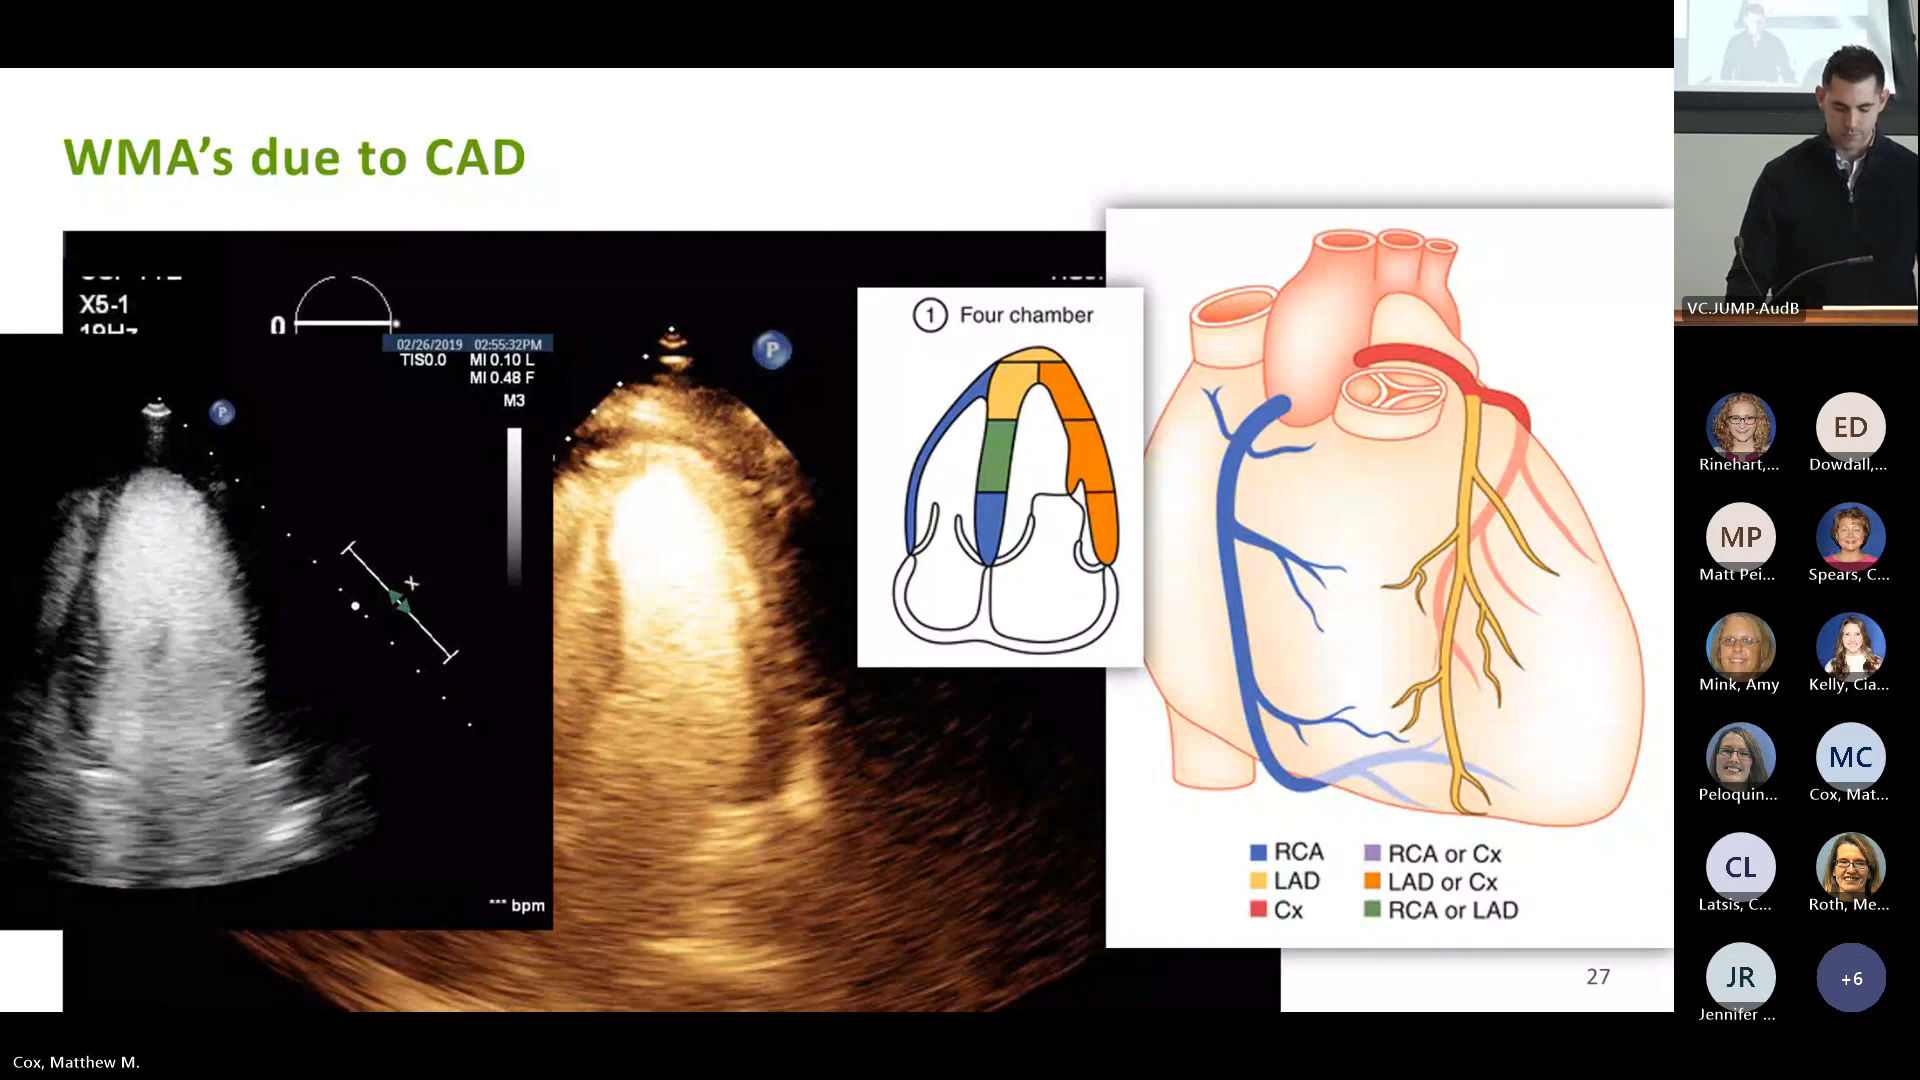 WMA's due to CAD
X5-1
19Hz
0
02/26/2019 02:55:32PM
TIS0.0 MI 0.10 L
MI 0.48 F
M3
P
P
X
*** bpm
1 Four chamber
RCA
LAD
Cx
RCA or Cx
LAD or Cx
RCA or LAD
27
VC.JUMP.AudB
Rinehart,...
ED
Dowdall,...
MP
Matt Pei...
Spears, C...
Mink, Amy
Kelly, Cia...
Peloquin...
MC
Cox, Mat...
CL
Latsis, C...
Roth, Me...
JR
Jennifer ...
+6
Cox, Matthew M.